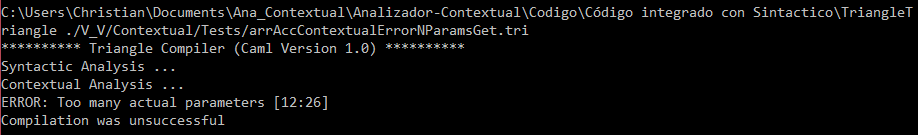 C:\Users\Christian\Documents\Ana_Contextual\Analizador-Contextual\Codigo\Código integrado con Sintactico\TriangleT
riangle ./V_V/Contextual/Tests/arrAccContextualErrorNParamsGet.tri
********** Triangle Compiler (Caml Version 1.0) **********
Syntactic Analysis ...
Contextual Analysis ...
ERROR: Too many actual parameters [12:26]
Compilation was unsuccessful